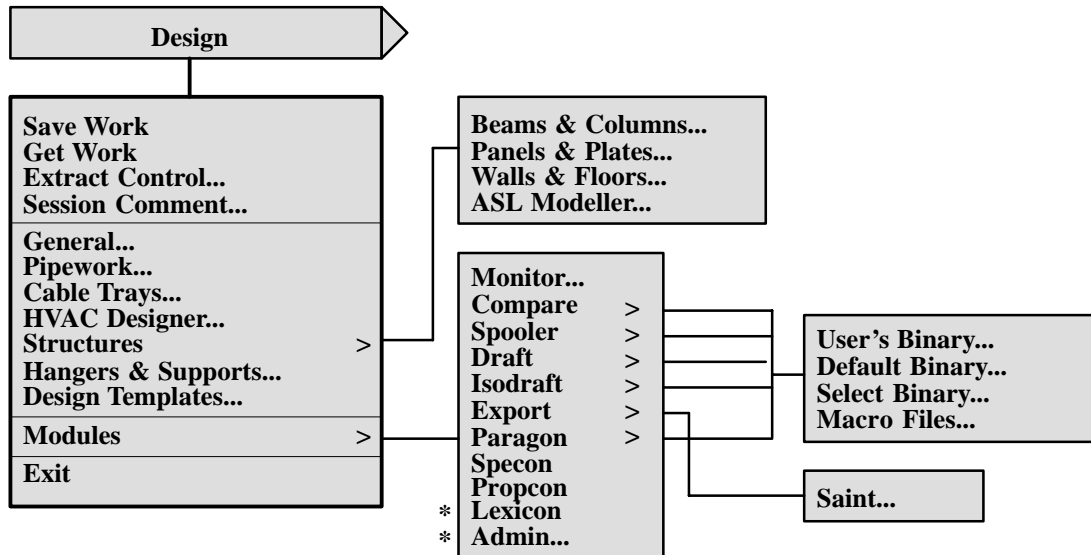 Design
Save Work
Get Work
Extract Control...
Session Comment...
General...
Pipework...
Cable Trays...
HVAC Designer...
Structures >
Hangers & Supports...
Design Templates...
Modules >
Exit
Beams & Columns...
Panels & Plates...
Walls & Floors...
ASL Modeller...
Monitor...
Compare >
Spooler >
Draft >
Isodraft >
Export >
Paragon >
Specon
Propcon
* Lexicon
* Admin...
User's Binary...
Default Binary...
Select Binary...
Macro Files...
Saint...